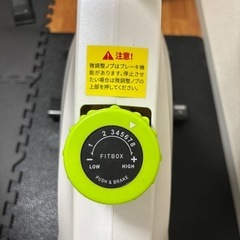 注意!
微調整ノブはブレーキ機
能があります。停止させ
たい場合は微調整ノブの
上部を押してください。
1 2 3 4 5 6 7 8
FITBOX
- +
LOW HIGH
PUSH & BRAKE